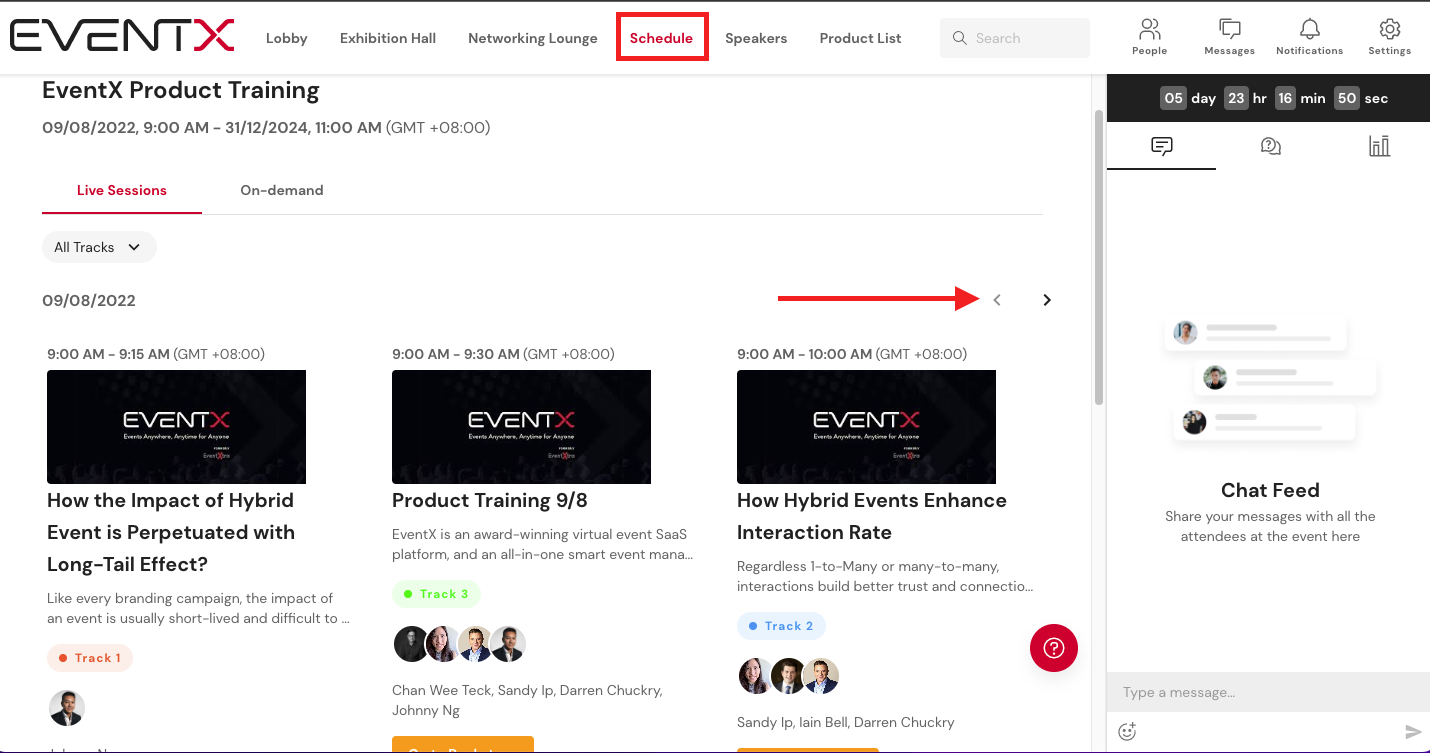 EVENTX
Lobby
Exhibition Hall
Networking Lounge
Schedule
Speakers
Product List
Search
People
Messages
Notifications
Settings
EventX Product Training
09/08/2022, 9:00 AM - 31/12/2024, 11:00 AM (GMT +08:00)
Live Sessions
On-demand
All Tracks
09/08/2022
9:00 AM - 9:15 AM (GMT +08:00)
EVENTX
Events Anywhere, Anytime for Anyone
How the Impact of Hybrid
Event is Perpetuated with
Long-Tail Effect?
Like every branding campaign, the impact of
an event is usually short-lived and difficult to ...
Track 1
9:00 AM - 9:30 AM (GMT +08:00)
EVENTX
Events Anywhere, Anytime for Anyone
Product Training 9/8
EventX is an award-winning virtual event SaaS
platform, and an all-in-one smart event mana...
Track 3
Chan Wee Teck, Sandy Ip, Darren Chuckry,
Johnny Ng
9:00 AM - 10:00 AM (GMT +08:00)
EVENTX
Events Anywhere, Anytime for Anyone
How Hybrid Events Enhance
Interaction Rate
Regardless 1-to-Many or many-to-many,
interactions build better trust and connectio...
Track 2
Sandy Ip, Iain Bell, Darren Chuckry
05 day 23 hr 16 min 50 sec
Chat Feed
Share your messages with all the
attendees at the event here
Type a message...